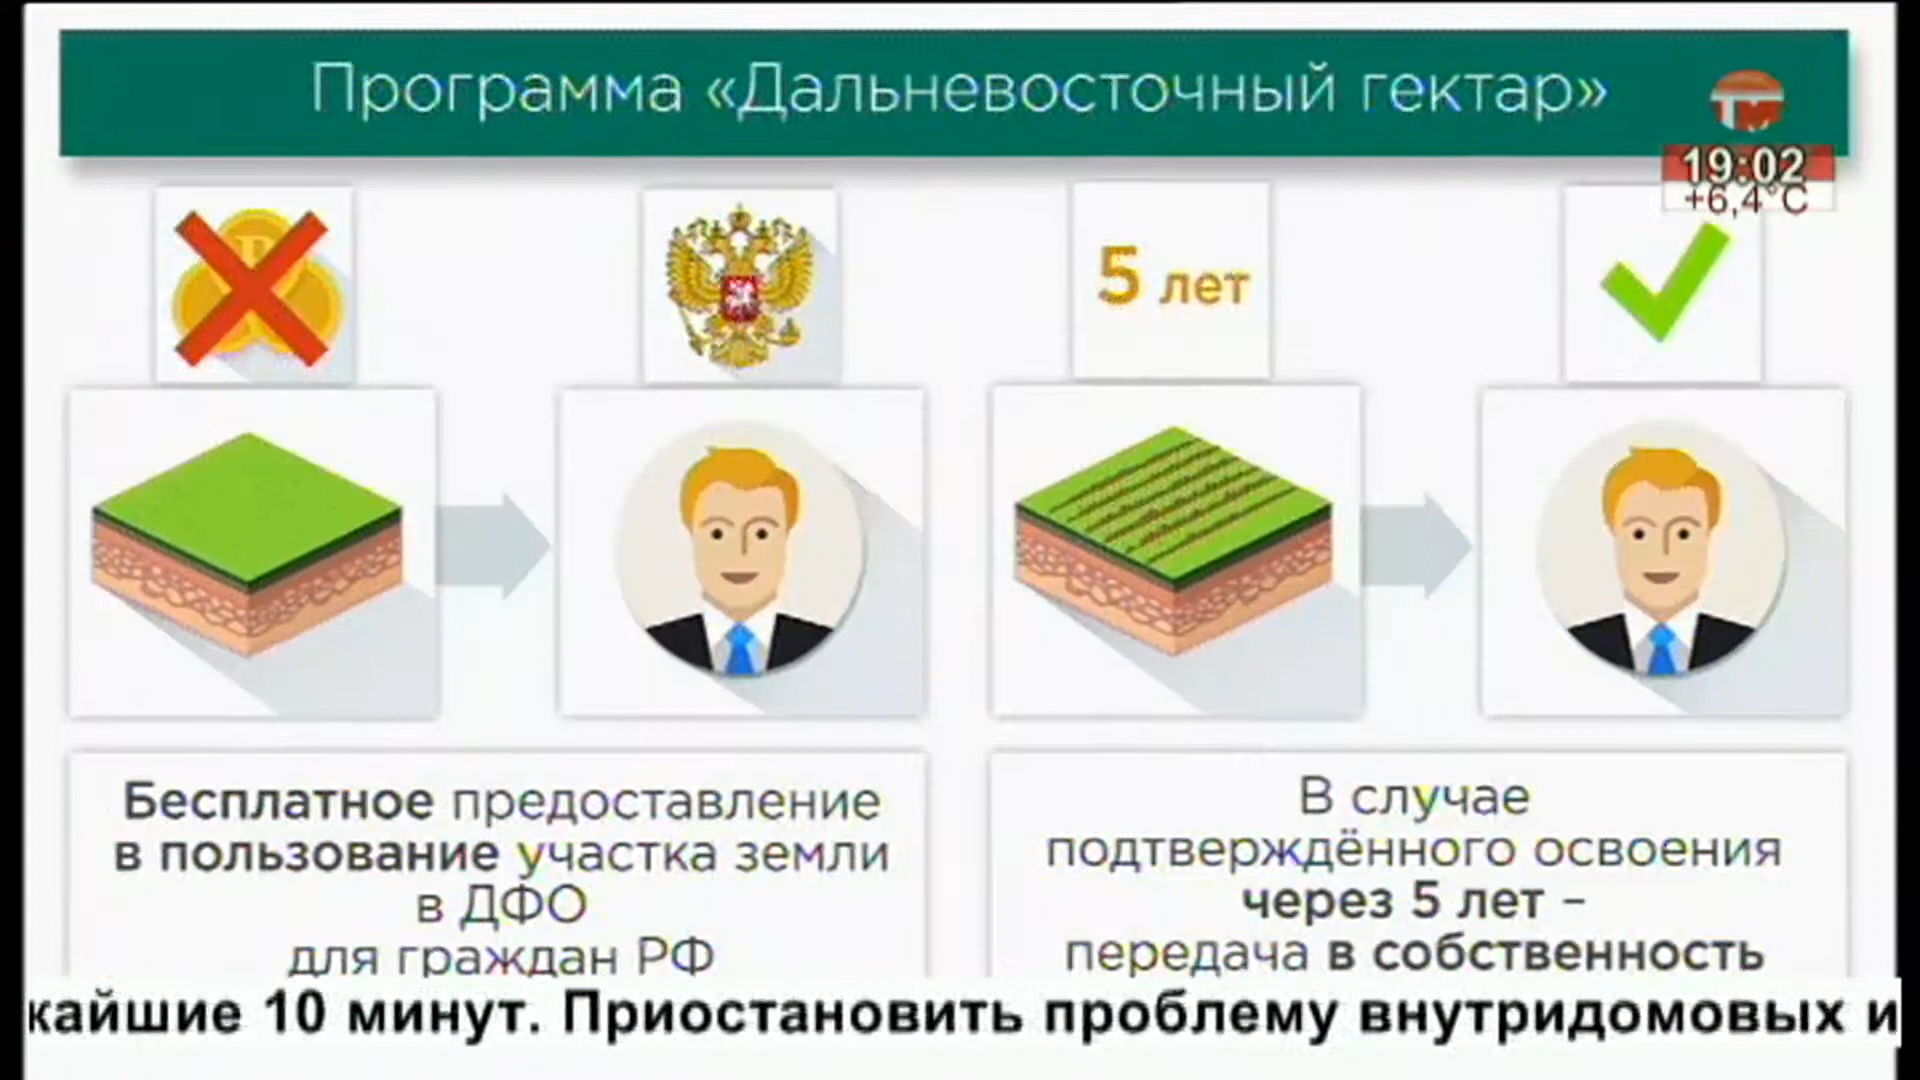 Программа «Дальневосточный гектар»
ТМ
19:02
+6,4°C
5 лет
Бесплатное предоставление
в пользование участка земли
в ДФО
для граждан РФ
В случае
подтверждённого освоения
через 5 лет –
передача в собственность
кайшие 10 минут. Приостановить проблему внутридомовых и